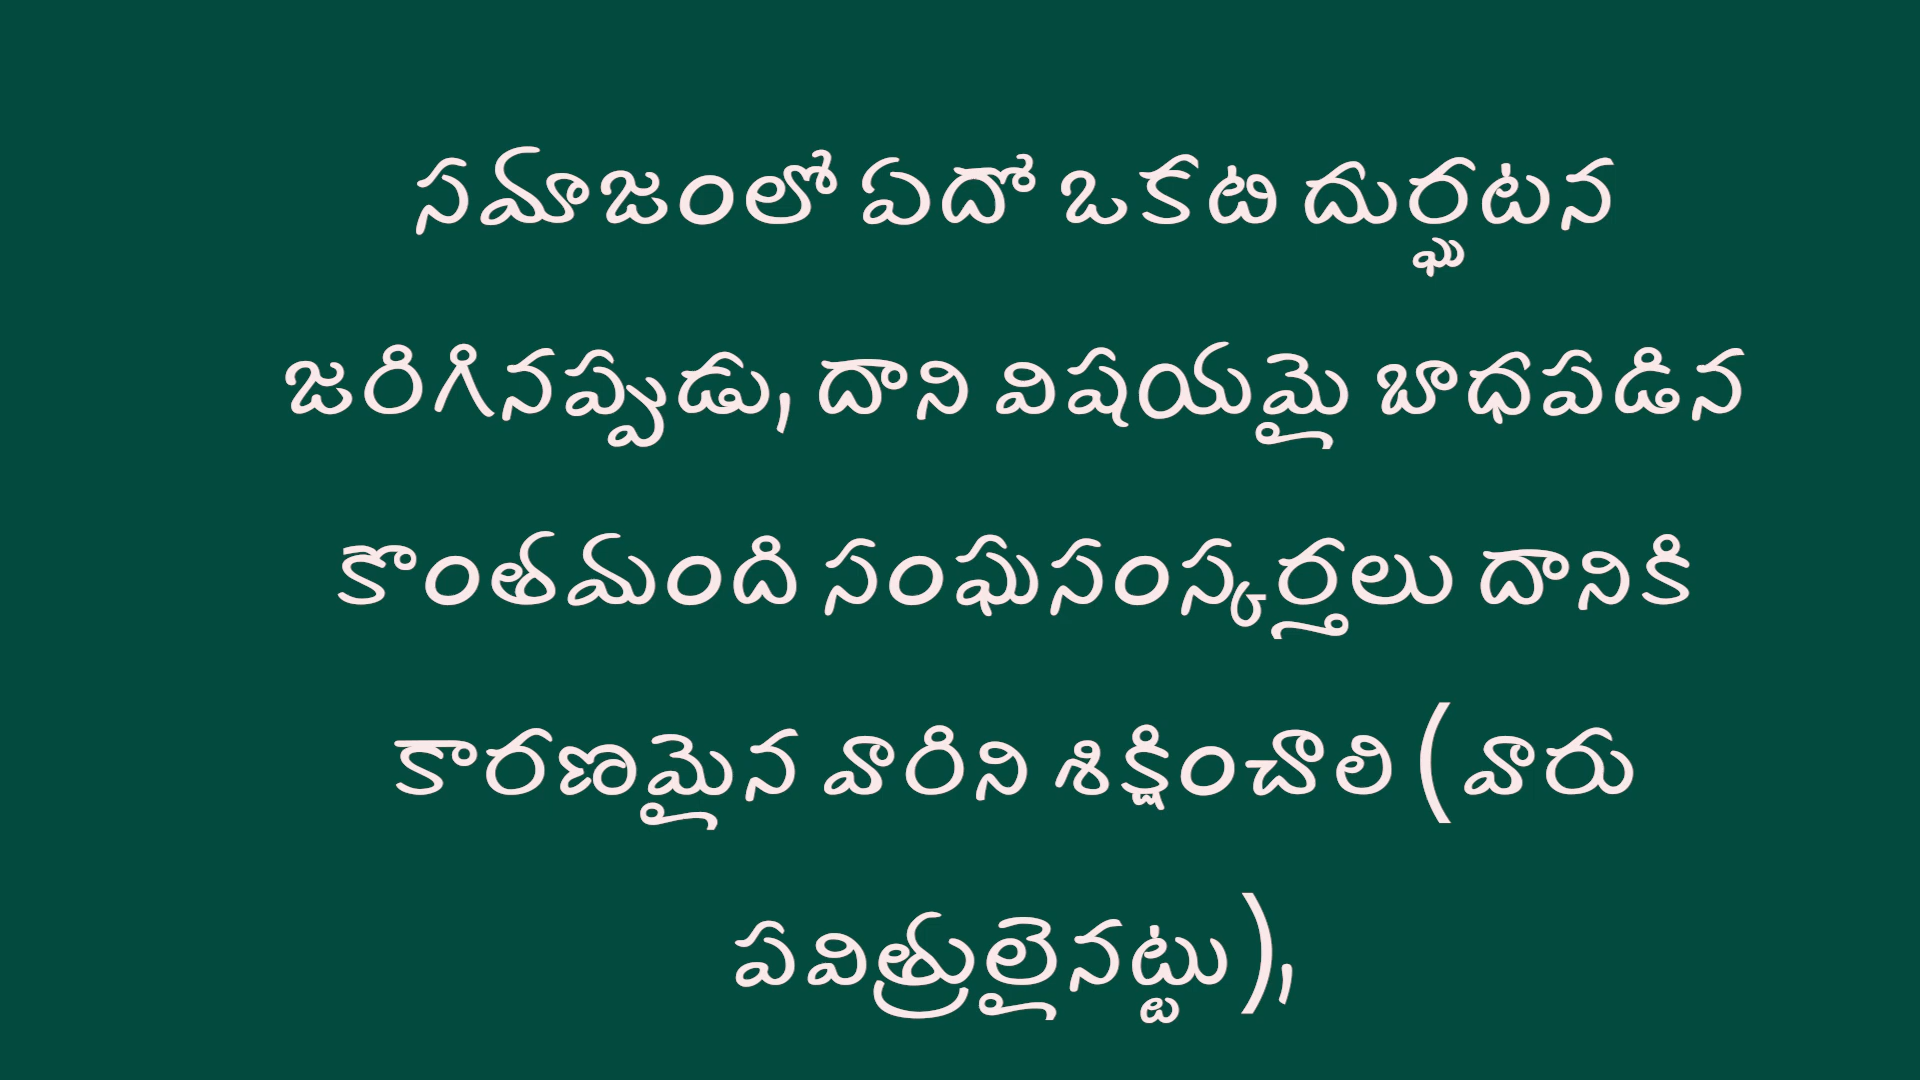 సమాజంలో ఏదో ఒకటి దుర్ఘటన
జరిగినప్పుడు, దాని విషయమై బాధపడిన
కొంతమంది సంఘసంస్కర్తలు దానికి
కారణమైన వారిని శిక్షించాలి (వారు
పవిత్రులైనట్టు),